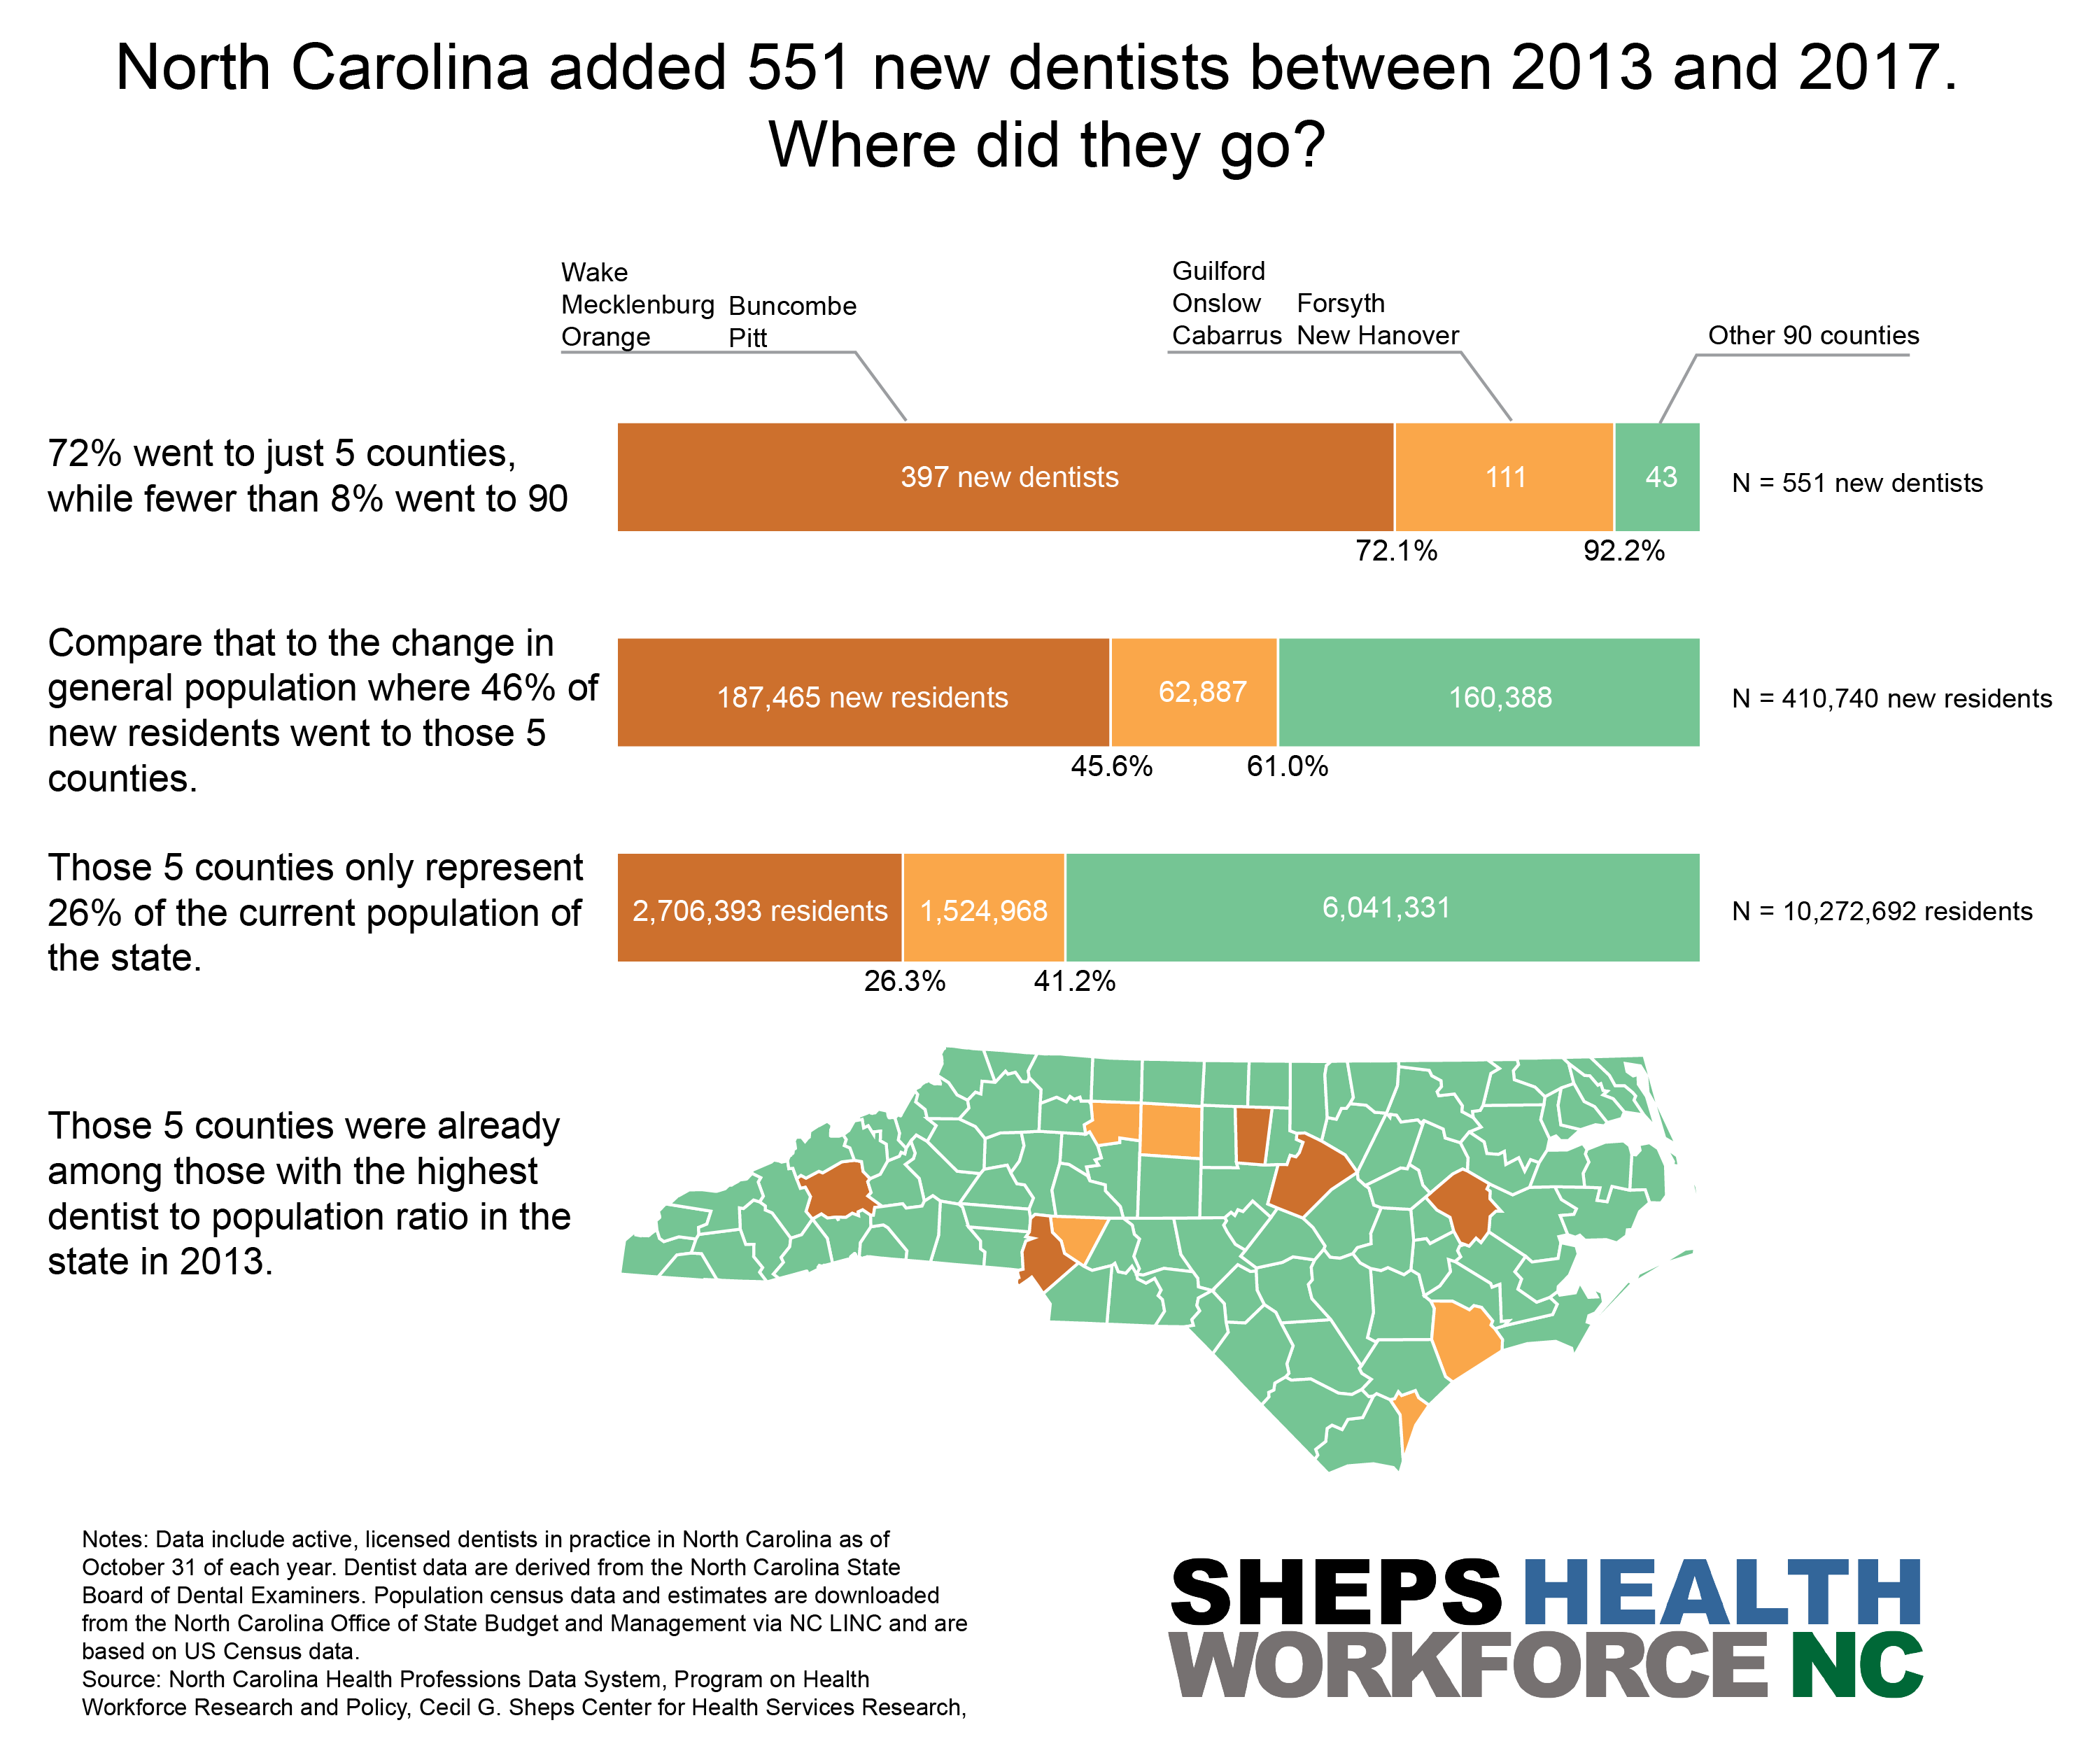 North Carolina added 551 new dentists between 2013 and 2017.
Where did they go?
Wake
Mecklenburg
Orange
Buncombe
Pitt
Guilford
Onslow
Cabarrus
Forsyth
New Hanover
Other 90 counties
72% went to just 5 counties,
while fewer than 8% went to 90
397 new dentists
111
43
N = 551 new dentists
72.1%
92.2%
Compare that to the change in
general population where 46% of
new residents went to those 5
counties.
187,465 new residents
62,887
160,388
N = 410,740 new residents
45.6%
61.0%
Those 5 counties only represent
26% of the current population of
the state.
2,706,393 residents
1,524,968
6,041,331
N = 10,272,692 residents
26.3%
41.2%
Those 5 counties were already
among those with the highest
dentist to population ratio in the
state in 2013.
Notes: Data include active, licensed dentists in practice in North Carolina as of
October 31 of each year. Dentist data are derived from the North Carolina State
Board of Dental Examiners. Population census data and estimates are downloaded
from the North Carolina Office of State Budget and Management via NC LINC and are
based on US Census data.
Source: North Carolina Health Professions Data System, Program on Health
Workforce Research and Policy, Cecil G. Sheps Center for Health Services Research,
SHEPS HEALTH
WORKFORCE NC